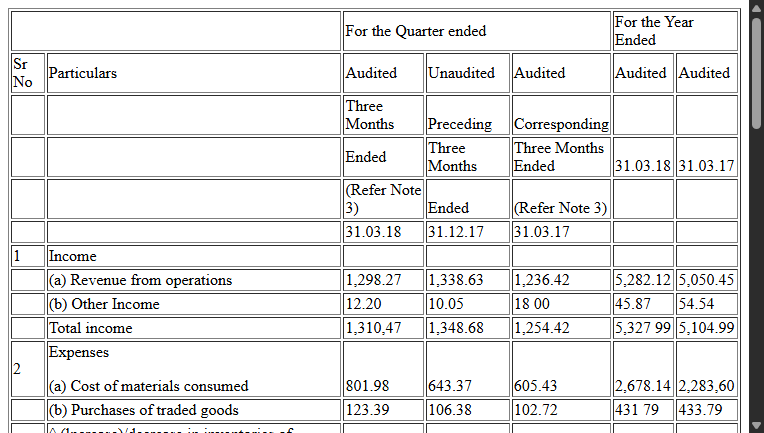 For the Quarter ended For the Year Ended
Sr No Particulars Audited Unaudited Audited Audited Audited
Three Months Preceding Corresponding
Ended Three Months Three Months Ended 31.03.18 31.03.17
(Refer Note 3) Ended (Refer Note 3)
31.03.18 31.12.17 31.03.17
1 Income
(a) Revenue from operations 1,298.27 1,338.63 1,236.42 5,282.12 5,050.45
(b) Other Income 12.20 10.05 18 00 45.87 54.54
Total income 1,310,47 1,348.68 1,254.42 5,327 99 5,104.99
2 Expenses
(a) Cost of materials consumed 801.98 643.37 605.43 2,678.14 2,283,60
(b) Purchases of traded goods 123.39 106.38 102.72 431 79 433.79